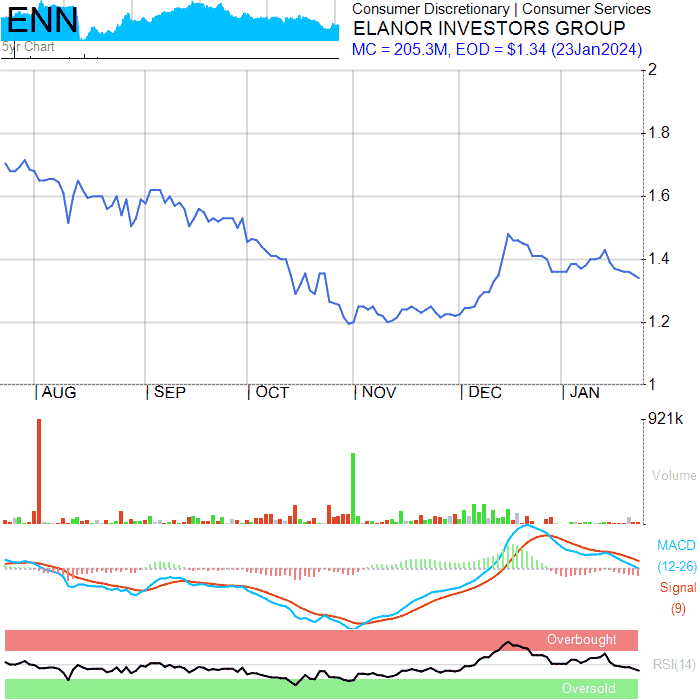 ENN
5yr Chart
Consumer Discretionary | Consumer Services
ELANOR INVESTORS GROUP
MC = 205.3M, EOD = $1.34 (23Jan2024)
2
1.8
1.6
1.4
1.2
1
AUG
SEP
OCT
NOV
DEC
JAN
921k
Volume
MACD
(12-26)
Signal
(9)
Overbought
RSI(14)
Oversold